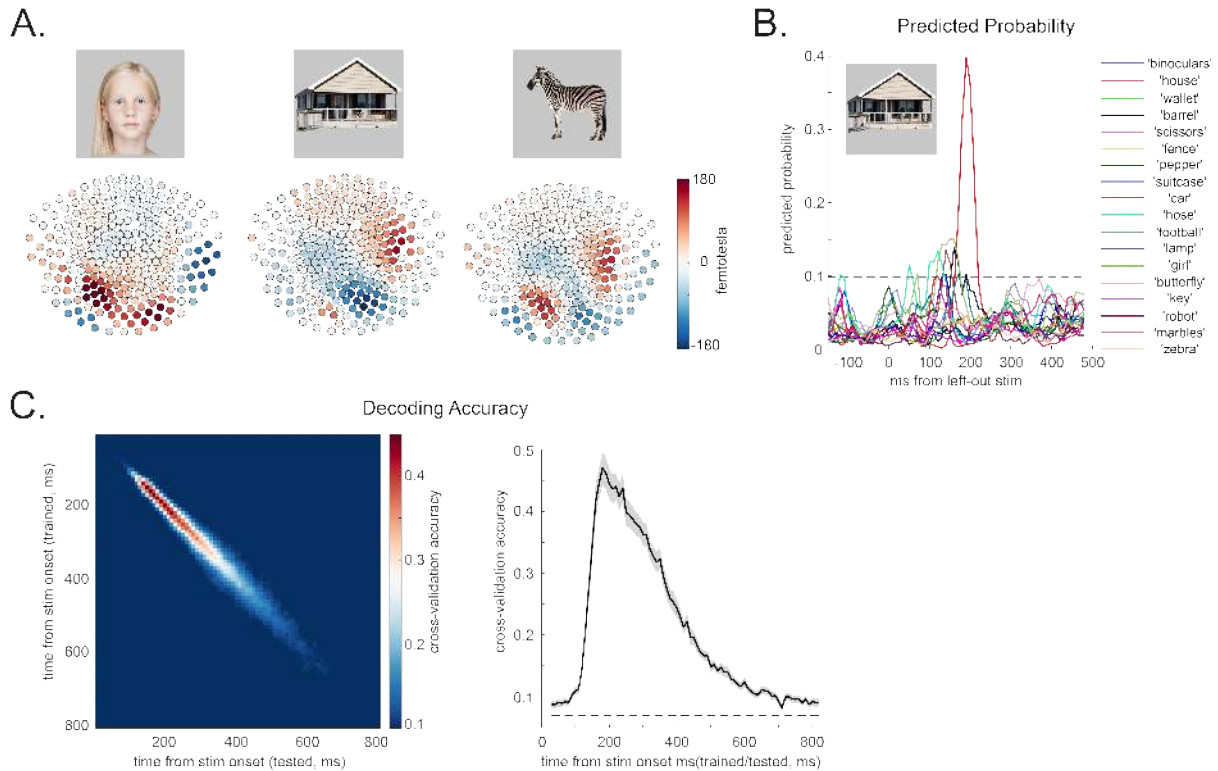 A.
180
0
-180
femtotesla
B.
Predicted Probability
0.4
0.3
0.2
0.1
0
predicted probability
-100 0 100 200 300 400 500
ms from left-out stim
'binoculars'
'house'
'wallet'
'barrel'
'scissors'
'fence'
'pepper'
'suitcase'
'car'
'hose'
'football'
'lamp'
'girl'
'butterfly'
'key'
'robot'
'marbles'
'zebra'
C.
Decoding Accuracy
time from stim onset (trained, ms)
200
400
600
800
200 400 600 800
time from stim onset (tested, ms)
0.4
0.3
0.2
0.1
cross-validation accuracy
0.5
0.4
0.3
0.2
0.1
cross-validation accuracy
0 200 400 600 800
time from stim onset ms(trained/tested, ms)